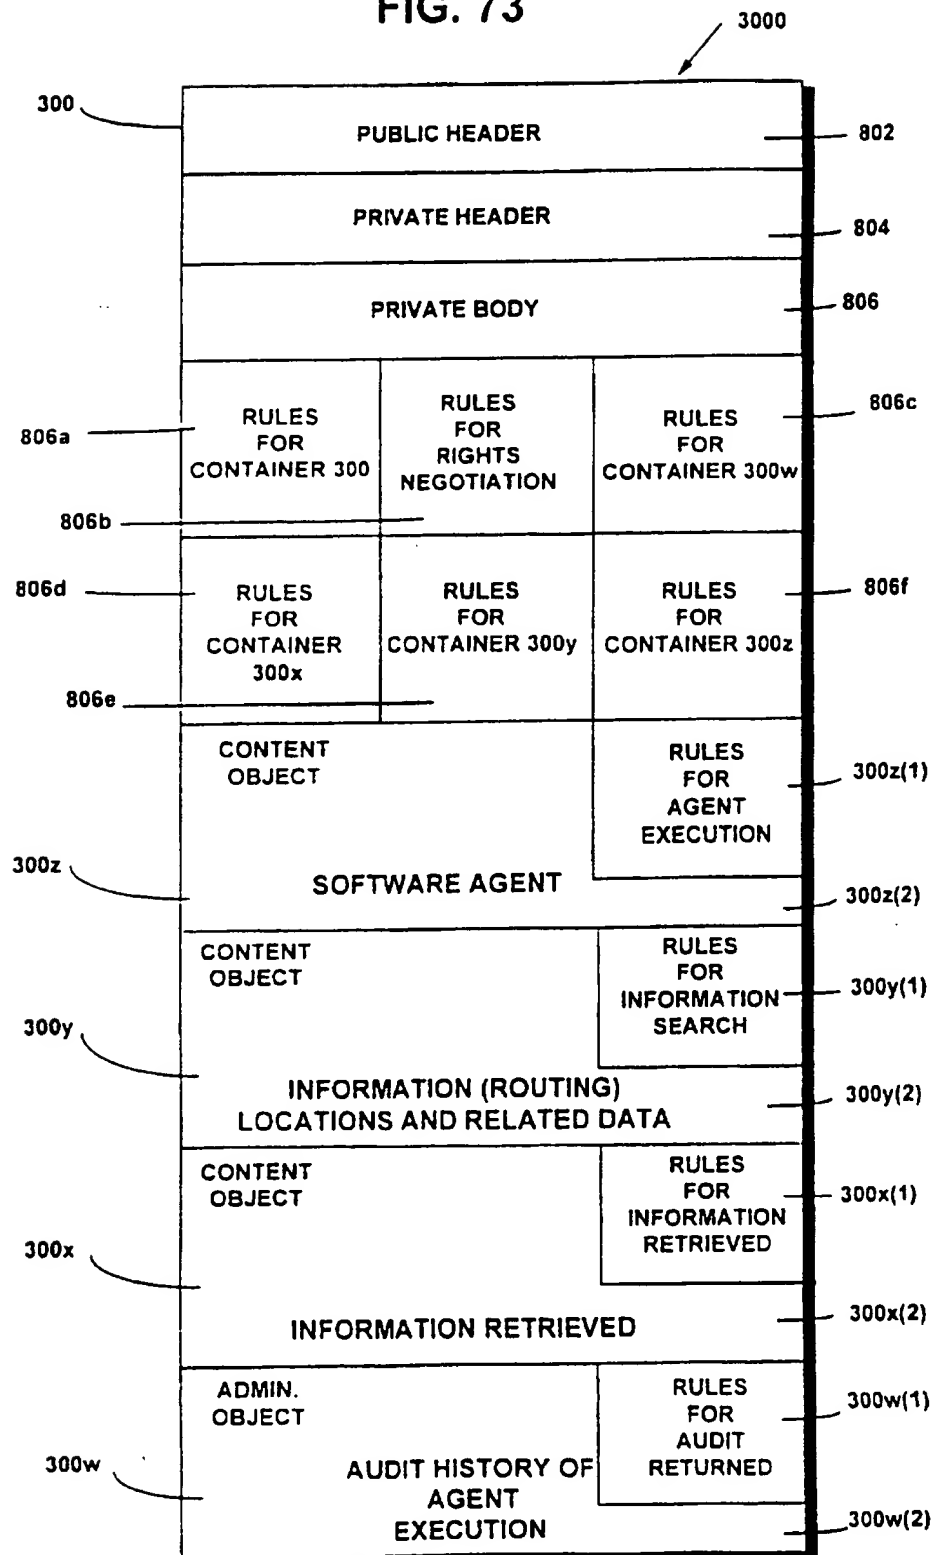 FIG. 73
3000
300
PUBLIC HEADER
802
PRIVATE HEADER
804
PRIVATE BODY
806
806a
RULES
FOR
CONTAINER 300
806b
RULES
FOR
RIGHTS
NEGOTIATION
806c
RULES
FOR
CONTAINER 300w
806d
RULES
FOR
CONTAINER
300x
806e
RULES
FOR
CONTAINER 300y
806f
RULES
FOR
CONTAINER 300z
CONTENT
OBJECT
RULES
FOR
AGENT
EXECUTION
300z(1)
300z
SOFTWARE AGENT
300z(2)
CONTENT
OBJECT
RULES
FOR
INFORMATION
SEARCH
300y(1)
300y
INFORMATION (ROUTING)
LOCATIONS AND RELATED DATA
300y(2)
CONTENT
OBJECT
RULES
FOR
INFORMATION
RETRIEVED
300x(1)
300x
INFORMATION RETRIEVED
300x(2)
ADMIN.
OBJECT
RULES
FOR
AUDIT
RETURNED
300w(1)
300w
AUDIT HISTORY OF
AGENT
EXECUTION
300w(2)